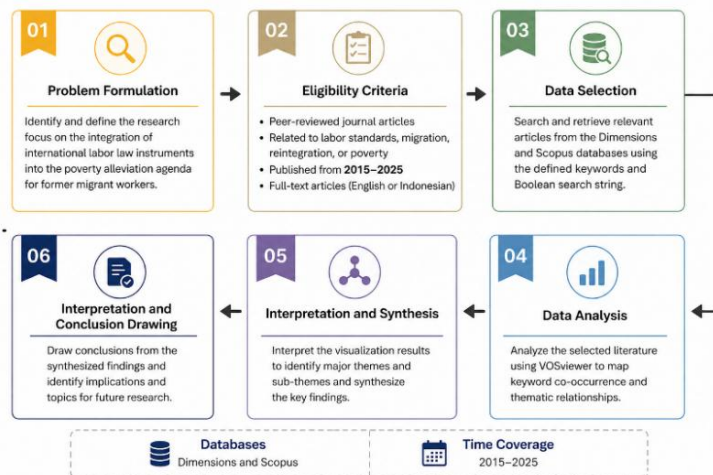 01
Problem Formulation
Identify and define the research
focus on the integration of
international labor law instruments
into the poverty alleviation agenda
for former migrant workers.
02
Eligibility Criteria
• Peer-reviewed journal articles
• Related to labor standards, migration,
reintegration, or poverty
• Published from 2015–2025
• Full-text articles (English or Indonesian)
03
Data Selection
Search and retrieve relevant
articles from the Dimensions
and Scopus databases using
the defined keywords and
Boolean search string.
04
Data Analysis
Analyze the selected literature
using VOSviewer to map
keyword co-occurrence and
thematic relationships.
05
Interpretation and Synthesis
Interpret the visualization results
to identify major themes and
sub-themes and synthesize
the key findings.
06
Interpretation and
Conclusion Drawing
Draw conclusions from the
synthesized findings and
identify implications and
topics for future research.
Databases
Dimensions and Scopus
Time Coverage
2015–2025